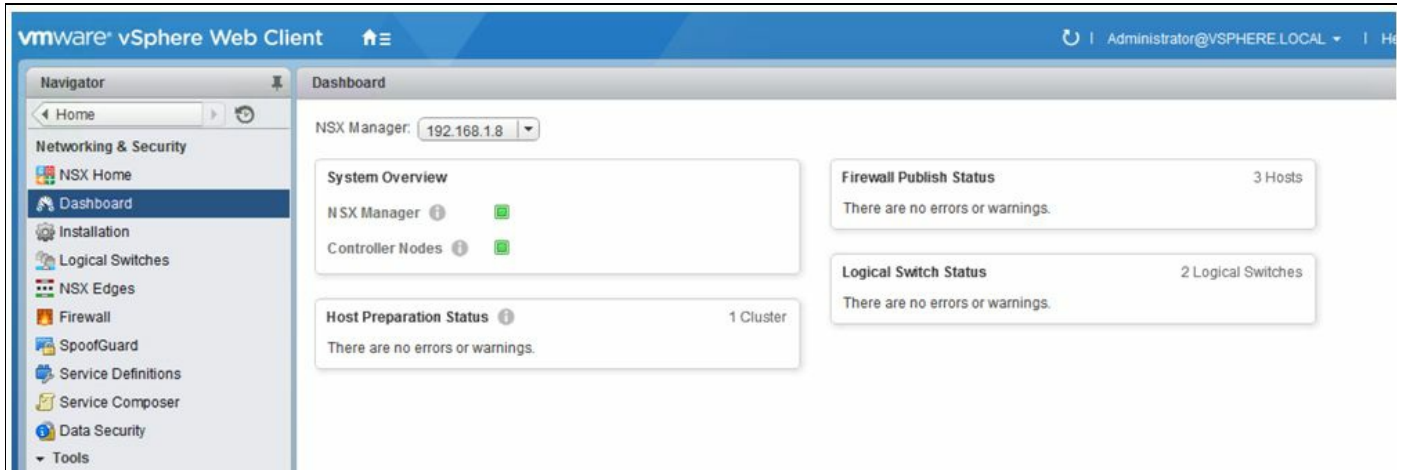 vmware® vSphere Web Client
Administrator@VSPHERE.LOCAL
He
Navigator
Home
Networking & Security
NSX Home
Dashboard
Installation
Logical Switches
NSX Edges
Firewall
SpoofGuard
Service Definitions
Service Composer
Data Security
Tools
Dashboard
NSX Manager: 192.168.1.8
System Overview
NSX Manager
Controller Nodes
Host Preparation Status 1 Cluster
There are no errors or warnings.
Firewall Publish Status 3 Hosts
There are no errors or warnings.
Logical Switch Status 2 Logical Switches
There are no errors or warnings.